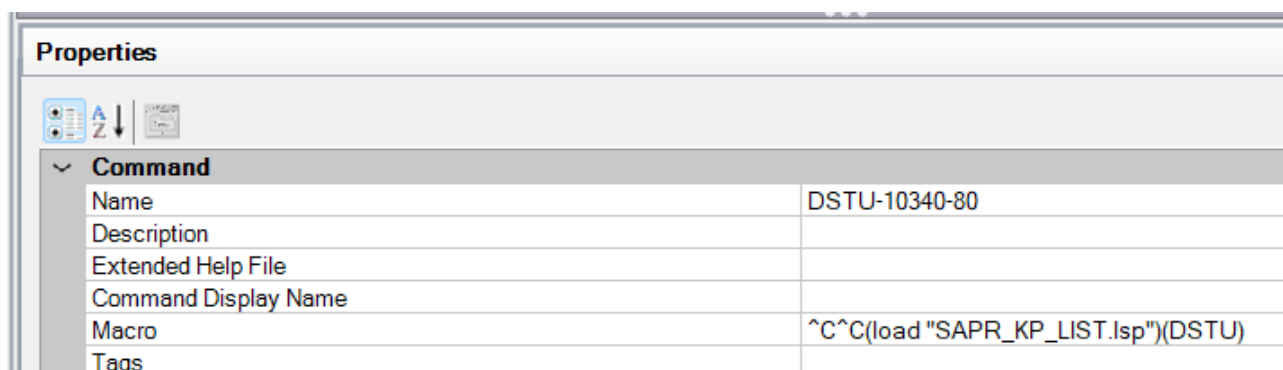 Properties
Command
Name DSTU-10340-80
Description
Extended Help File
Command Display Name
Macro ^C^C(load "SAPR_KP_LIST.lsp")(DSTU)
Tags